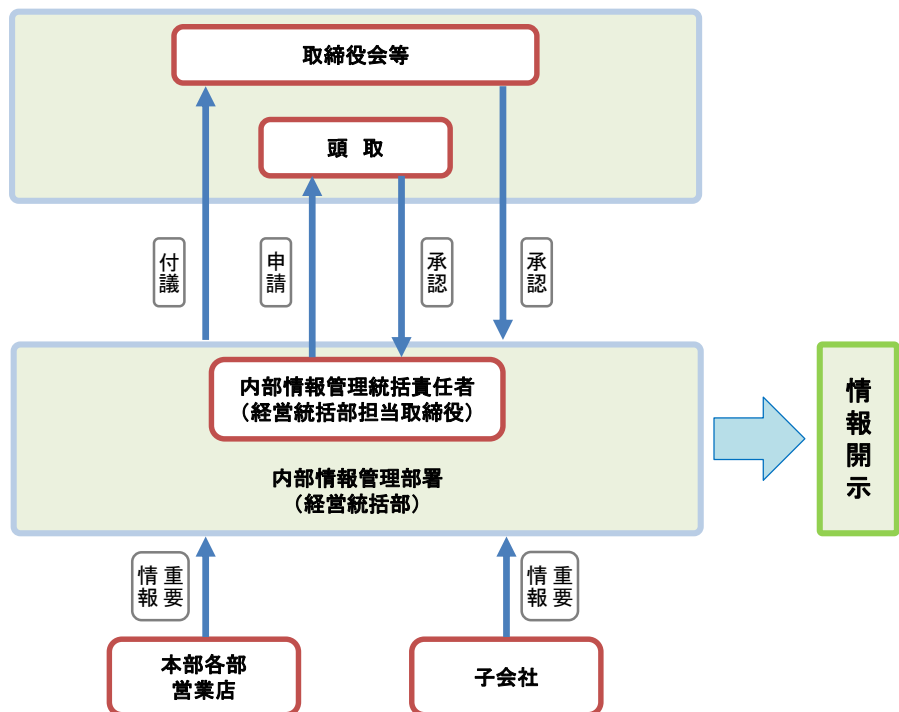 取締役会等
頭 取
付議
申請
承認
承認
内部情報管理統括責任者
（経営統括部担当取締役）
内部情報管理部署
（経営統括部）
情報開示
重要
情報
重要
情報
本部各部
営業店
子会社